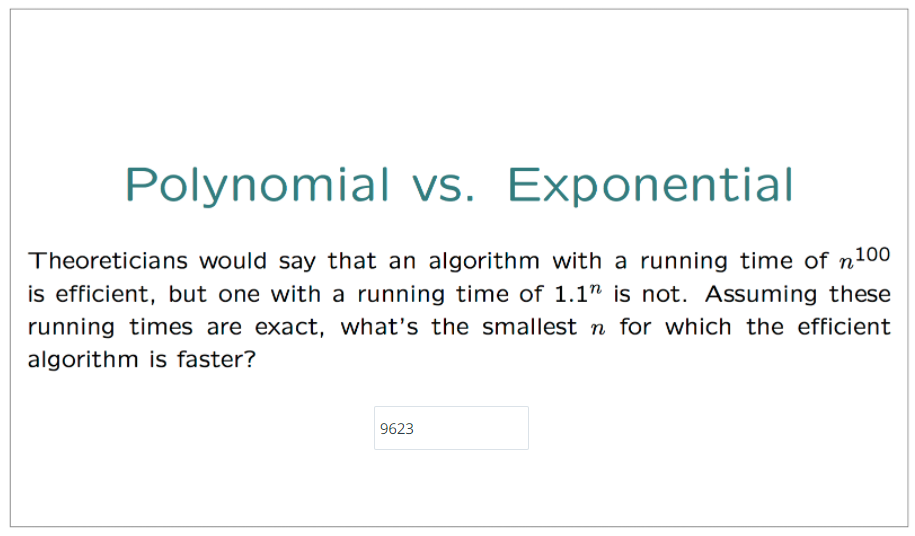 Polynomial vs. Exponential
Theoreticians would say that an algorithm with a running time of n^100
is efficient, but one with a running time of 1.1^n is not. Assuming these
running times are exact, what's the smallest n for which the efficient
algorithm is faster?
9623